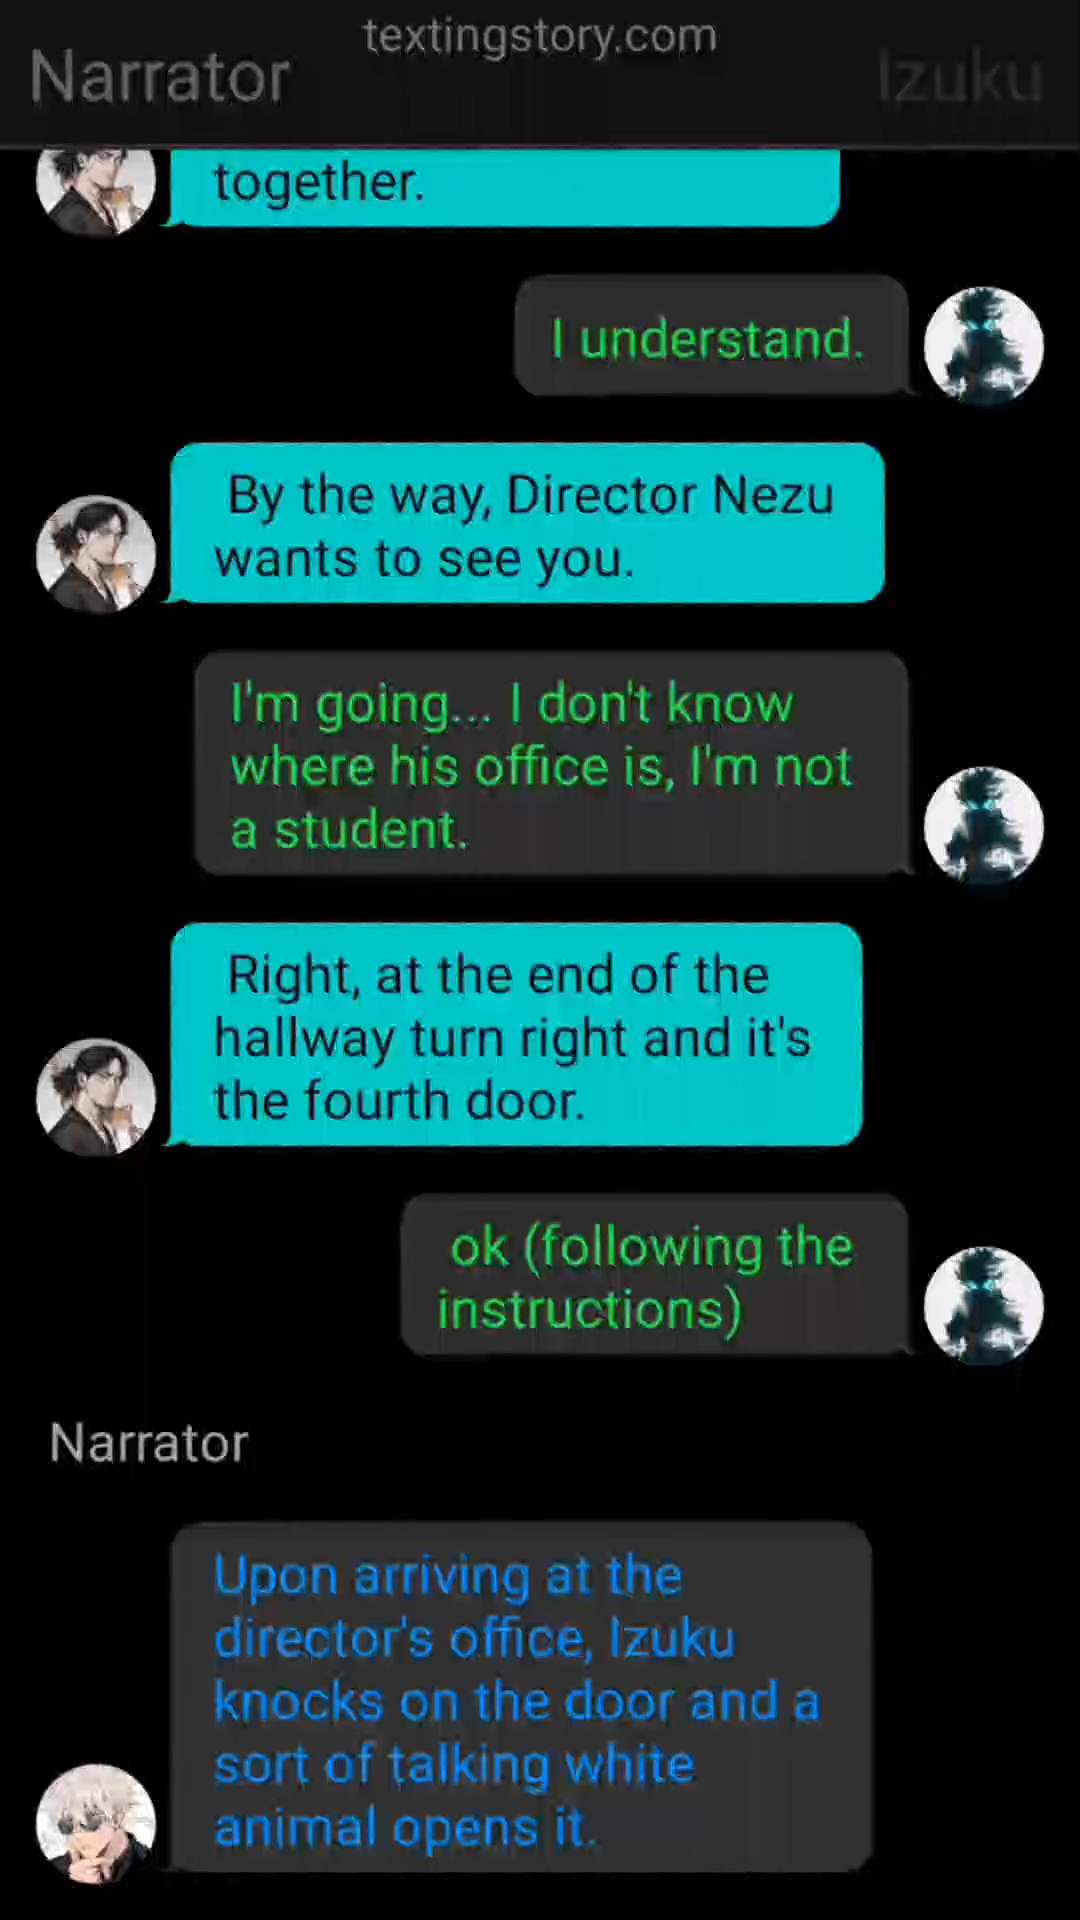 textingstory.com
Narrator
Izuku
together.
I understand.
By the way, Director Nezu
wants to see you.
I'm going... I don't know
where his office is, I'm not
a student.
Right, at the end of the
hallway turn right and it's
the fourth door.
ok (following the
instructions)
Narrator
Upon arriving at the
director's office, Izuku
knocks on the door and a
sort of talking white
animal opens it.